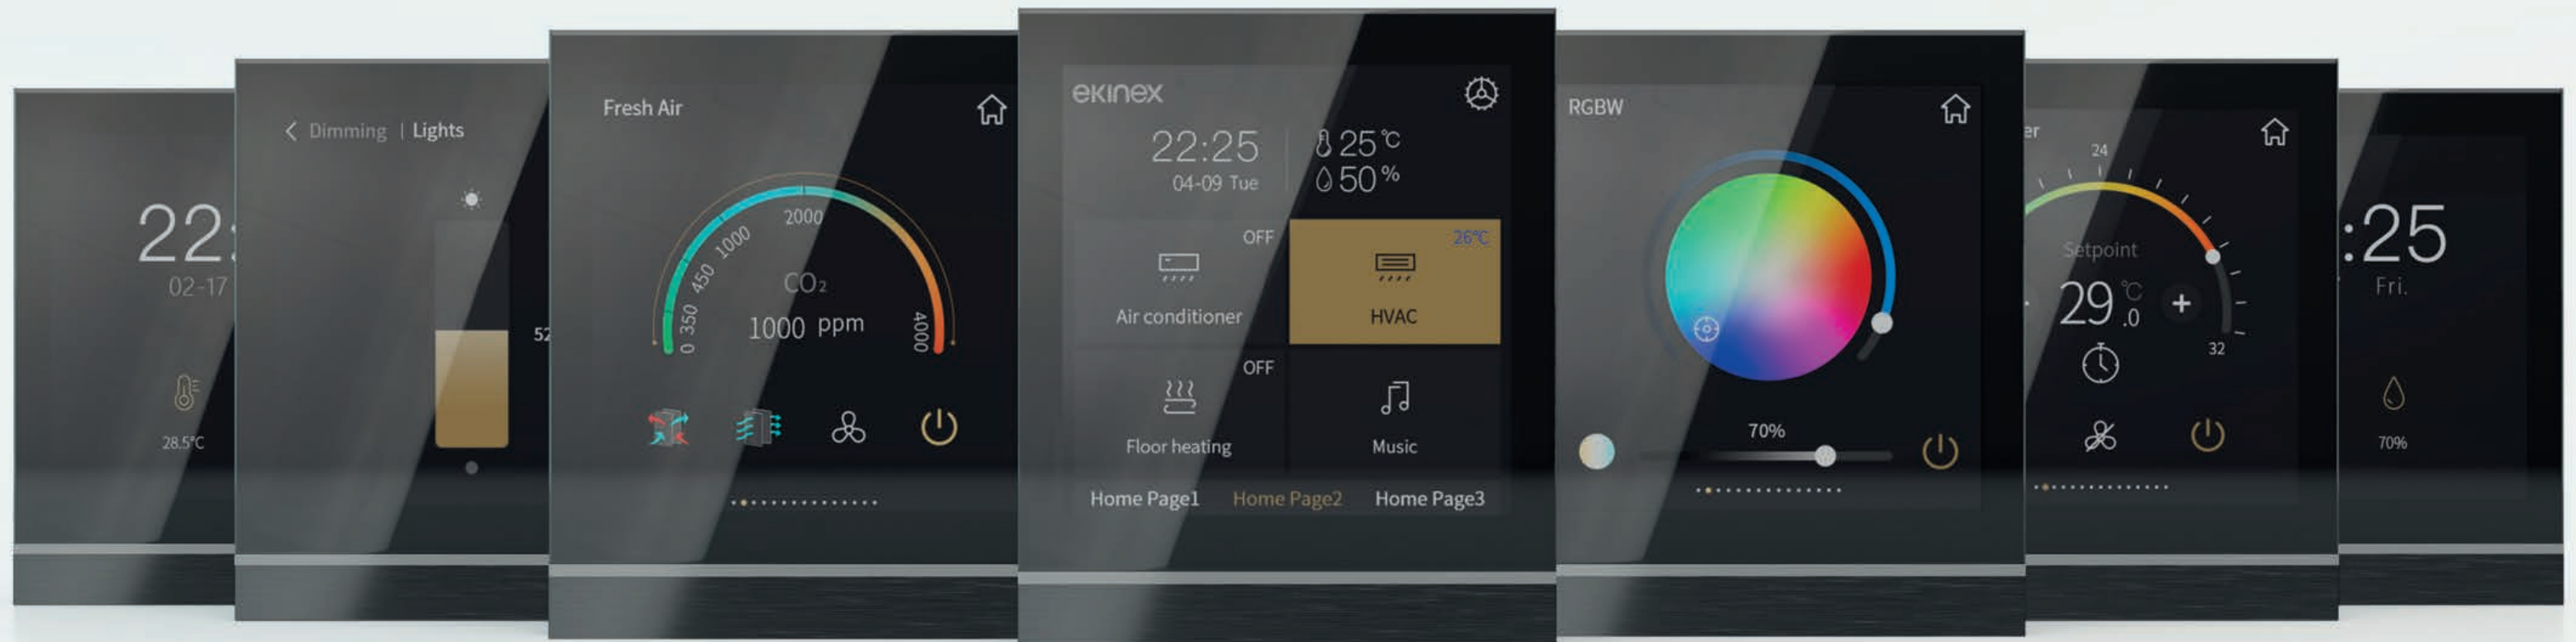 22:
02-17
28.5°C
Dimming | Lights
52
Fresh Air
0 350 450 1000 2000 4000
CO₂
1000 ppm
ekinex
22:25
04-09 Tue
25°C
50%
OFF
Air conditioner
26°C
HVAC
OFF
Floor heating
Music
Home Page1 Home Page2 Home Page3
RGBW
70%
er
24
Setpoint
29.0 °C
+
32
:25
Fri.
70%